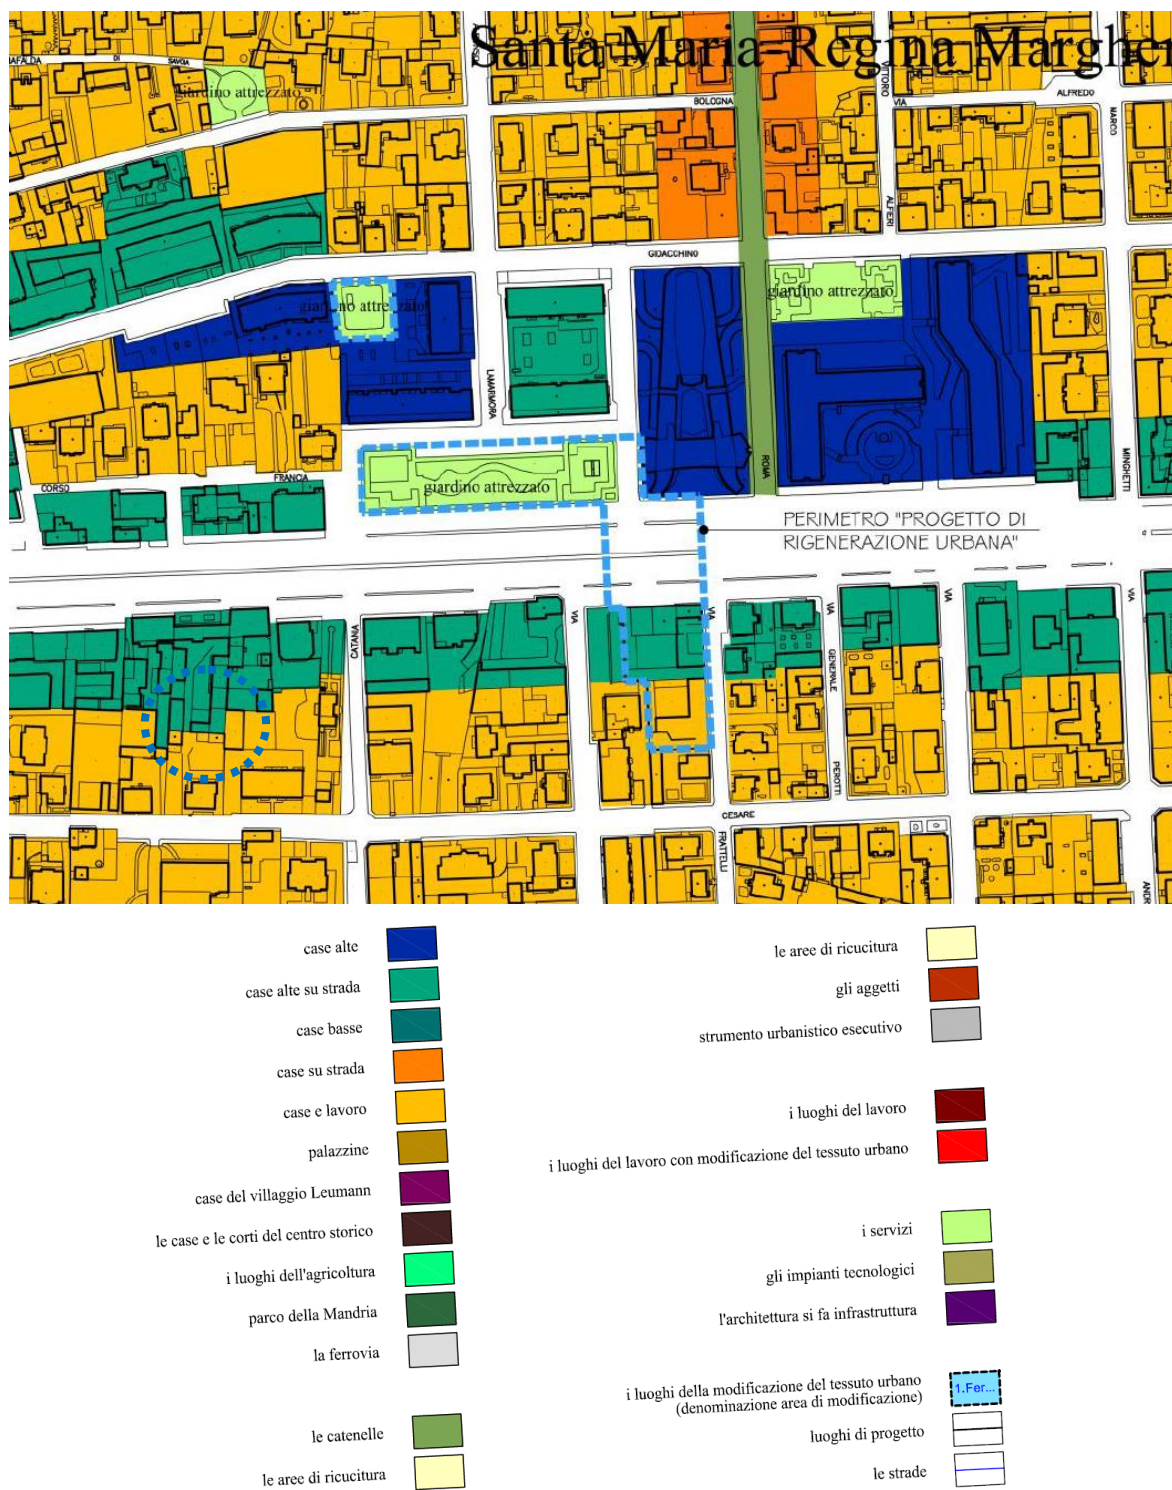 Santa Maria-Regina Margher
MAFALDA DI SAVOIA
giardino attrezzato
BOLOGNA
VIA
ALFREDO
VITTORIO
MARCO
ALFIERI
GIOACCHINO
giardino attrezzato
giardino attrezzato
LAMARMORA
ROMA
MINGHETTI
CORSO
FRANCIA
giardino attrezzato
PERIMETRO "PROGETTO DI
RIGENERAZIONE URBANA"
CATANIA
VIA
VIA
VIA
VIA
VIA
GENERALE
PEROTTI
CESARE
FRATELLI
case alte
case alte su strada
case basse
case su strada
case e lavoro
palazzine
case del villaggio Leumann
le case e le corti del centro storico
i luoghi dell'agricoltura
parco della Mandria
la ferrovia
le catenelle
le aree di ricucitura
le aree di ricucitura
gli aggetti
strumento urbanistico esecutivo
i luoghi del lavoro
i luoghi del lavoro con modificazione del tessuto urbano
i servizi
gli impianti tecnologici
l'architettura si fa infrastruttura
i luoghi della modificazione del tessuto urbano
(denominazione area di modificazione)
1.Fer...
luoghi di progetto
le strade